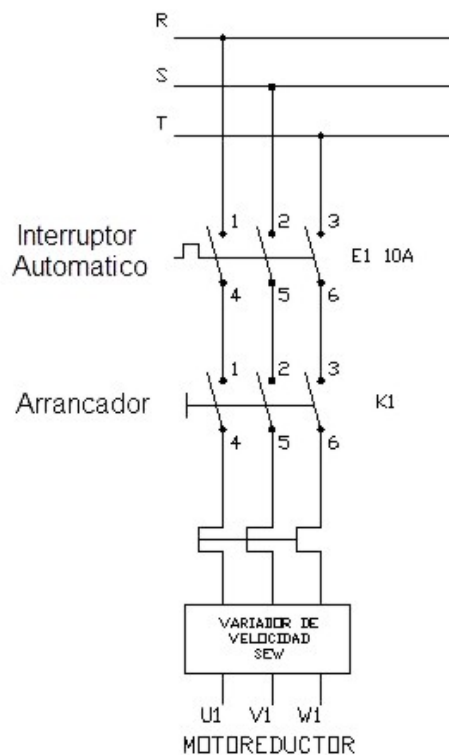 R
S
T
1 2 3
Interruptor
Automatico
E1 10A
4 5 6
1 2 3
Arrancador
K1
4 5 6
VARIADOR DE
VELOCIDAD
SEW
U1 V1 W1
MOTOREDUCTOR